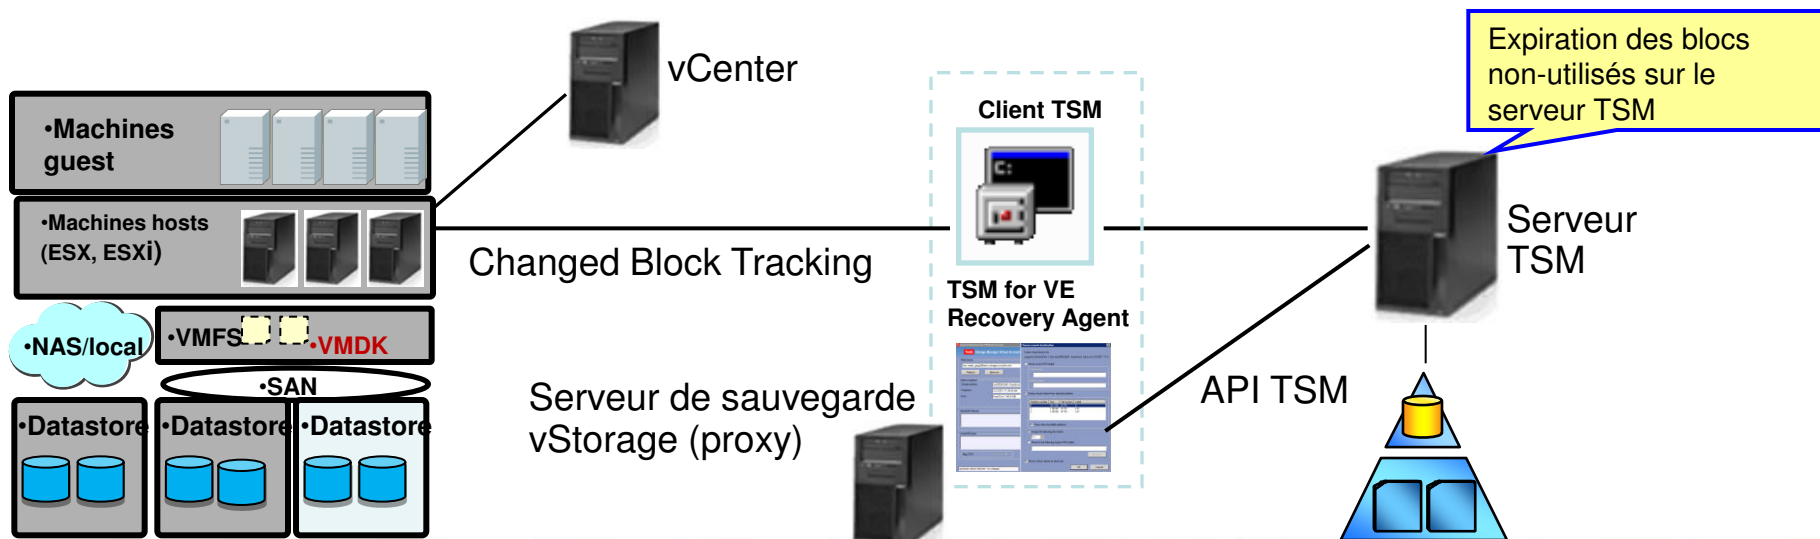 vCenter
Expiration des blocs
non-utilisés sur le
serveur TSM
•Machines
guest
Client TSM
•Machines hosts
(ESX, ESXi)
Changed Block Tracking
Serveur
TSM
TSM for VE
Recovery Agent
•NAS/local
•VMFS
•VMDK
•SAN
Serveur de sauvegarde
vStorage (proxy)
API TSM
•Datastore
•Datastore
•Datastore